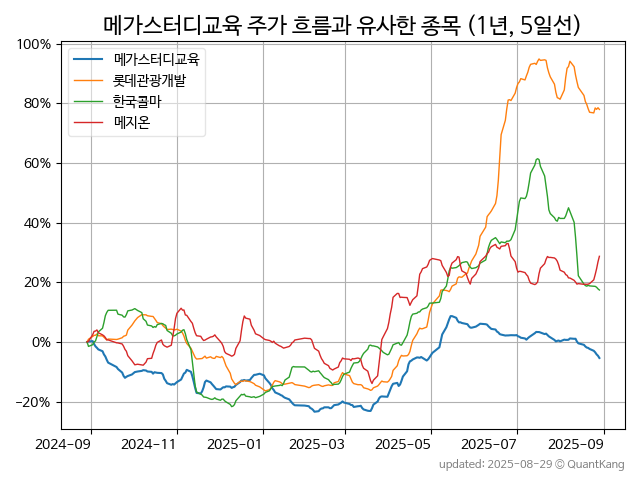 메가스터디교육 주가 흐름과 유사한 종목 (1년, 5일선)
메가스터디교육
롯데관광개발
한국콜마
메지온
100%
80%
60%
40%
20%
0%
−20%
2024-09
2024-11
2025-01
2025-03
2025-05
2025-07
2025-09
updated: 2025-08-29 © QuantKang